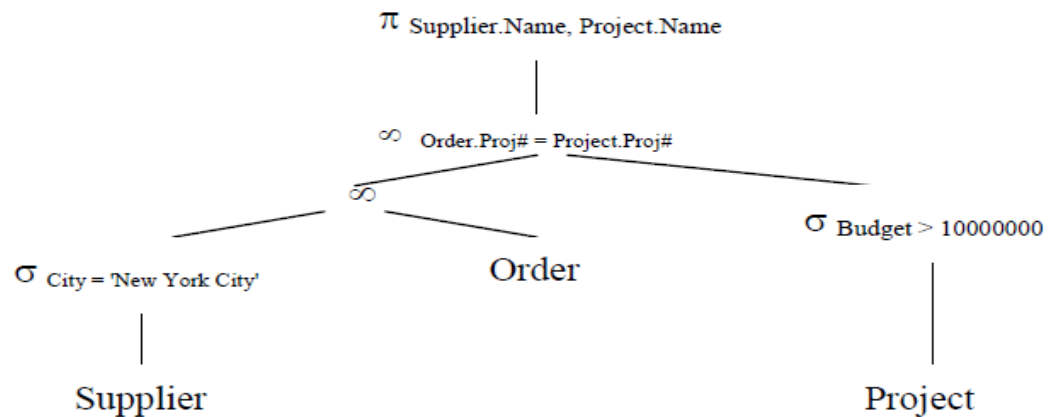 π Supplier.Name, Project.Name
∞ Order.Proj# = Project.Proj#
∞
σ Budget > 10000000
σ City = 'New York City'
Order
Supplier
Project